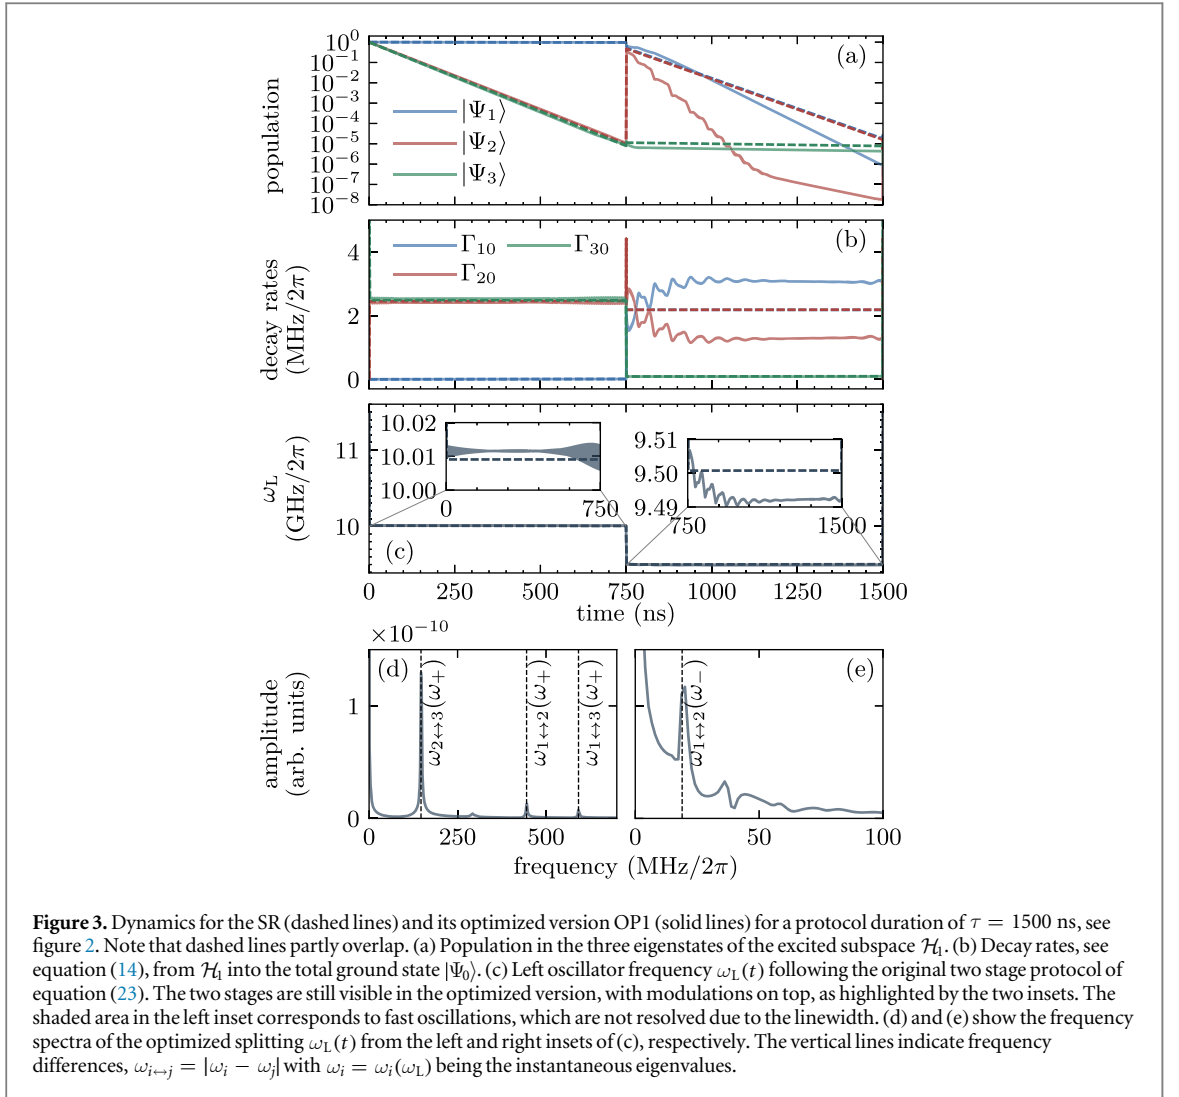 10⁰
10⁻¹
10⁻²
10⁻³
10⁻⁴
10⁻⁵
10⁻⁶
10⁻⁷
10⁻⁸
population
(a)
|Ψ₁⟩
|Ψ₂⟩
|Ψ₃⟩
4
2
0
decay rates
(MHz/2π)
(b)
Γ₁₀ Γ₃₀
Γ₂₀
11
10
ω_L
(GHz/2π)
10.02
10.01
10.00
0 750
9.51
9.50
9.49
750 1500
(c)
0 250 500 750 1000 1250 1500
time (ns)
×10⁻¹⁰
1
0
amplitude
(arb. units)
(d)
ω₂↔₃(ω₊)
ω₁↔₂(ω₊)
ω₁↔₃(ω₊)
(e)
ω₁↔₂(ω₋)
0 250 500 0 50 100
frequency (MHz/2π)
Figure 3. Dynamics for the SR (dashed lines) and its optimized version OP1 (solid lines) for a protocol duration of τ = 1500 ns, see
figure 2. Note that dashed lines partly overlap. (a) Population in the three eigenstates of the excited subspace ℋ₁. (b) Decay rates, see
equation (14), from ℋ₁ into the total ground state |Ψ₀⟩. (c) Left oscillator frequency ω_L(t) following the original two stage protocol of
equation (23). The two stages are still visible in the optimized version, with modulations on top, as highlighted by the two insets. The
shaded area in the left inset corresponds to fast oscillations, which are not resolved due to the linewidth. (d) and (e) show the frequency
spectra of the optimized splitting ω_L(t) from the left and right insets of (c), respectively. The vertical lines indicate frequency
differences, ω_i↔j = |ω_i − ω_j| with ω_i = ω_i(ω_L) being the instantaneous eigenvalues.